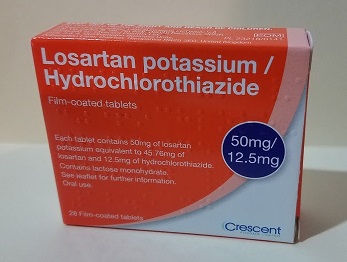 Losartan potassium /
Hydrochlorothiazide
Film-coated tablets
50mg/
12.5mg
Each tablet contains 50mg of losartan
potassium equivalent to 45.76mg of
losartan and 12.5mg of hydrochlorothiazide.
Contains lactose monohydrate.
See leaflet for further information.
Oral use.
28 Film-coated tablets
Crescent